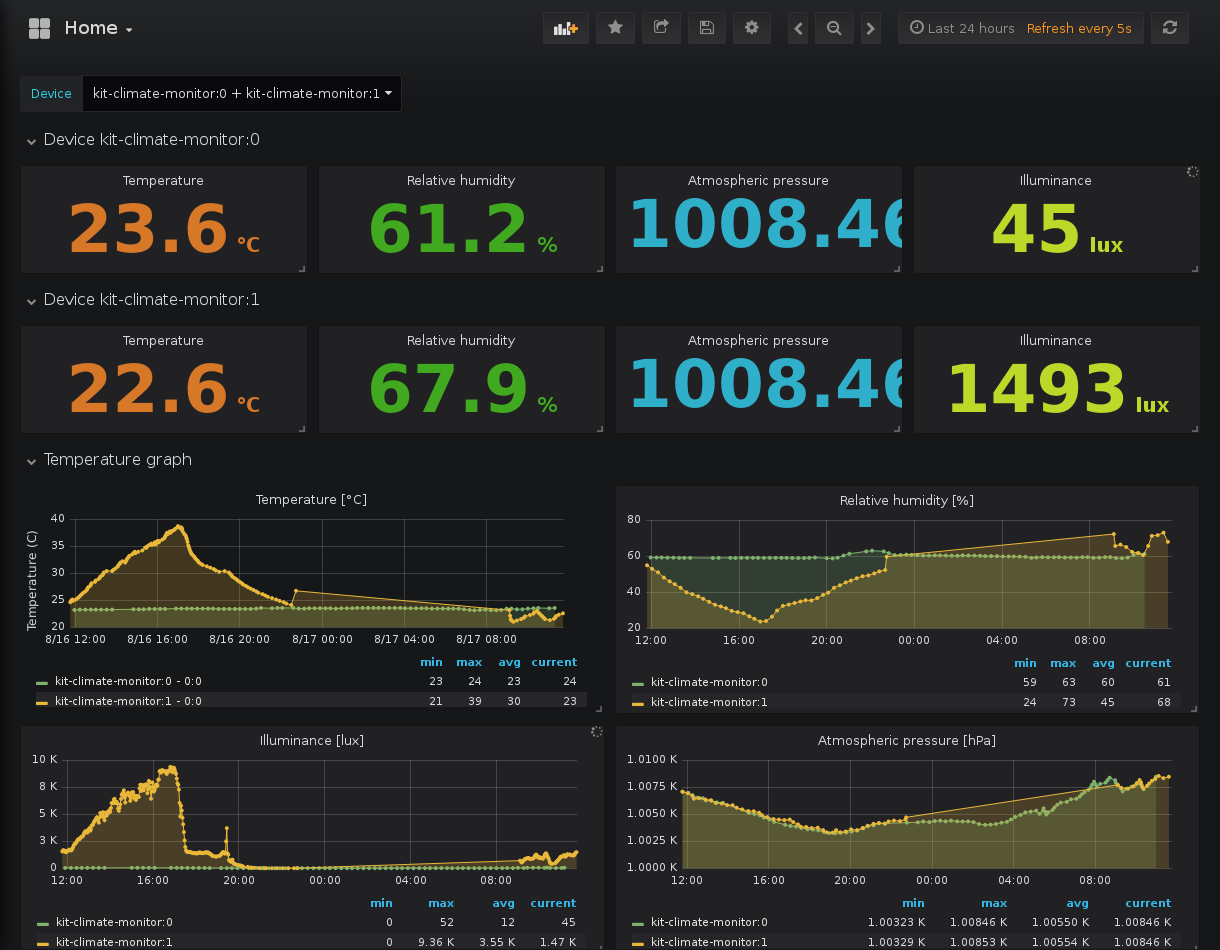 Home
Last 24 hours Refresh every 5s
Device kit-climate-monitor:0 + kit-climate-monitor:1
Device kit-climate-monitor:0
Temperature Relative humidity Atmospheric pressure Illuminance
23.6 °C 61.2 % 1008.46 45 lux
Device kit-climate-monitor:1
Temperature Relative humidity Atmospheric pressure Illuminance
22.6 °C 67.9 % 1008.46 1493 lux
Temperature graph
Temperature [°C]
Temperature (C)
40
35
30
25
20
8/16 12:00 8/16 16:00 8/16 20:00 8/17 00:00 8/17 04:00 8/17 08:00
min max avg current
kit-climate-monitor:0 - 0:0 23 24 23 24
kit-climate-monitor:1 - 0:0 21 39 30 23
Relative humidity [%]
80
60
40
20
12:00 16:00 20:00 00:00 04:00 08:00
min max avg current
kit-climate-monitor:0 59 63 60 61
kit-climate-monitor:1 24 73 45 68
Illuminance [lux]
10 K
8 K
5 K
3 K
0
12:00 16:00 20:00 00:00 04:00 08:00
min max avg current
kit-climate-monitor:0 0 52 12 45
kit-climate-monitor:1 0 9.36 K 3.55 K 1.47 K
Atmospheric pressure [hPa]
1.0100 K
1.0075 K
1.0050 K
1.0025 K
1.0000 K
12:00 16:00 20:00 00:00 04:00 08:00
min max avg current
kit-climate-monitor:0 1.00323 K 1.00846 K 1.00550 K 1.00846 K
kit-climate-monitor:1 1.00329 K 1.00853 K 1.00554 K 1.00846 K